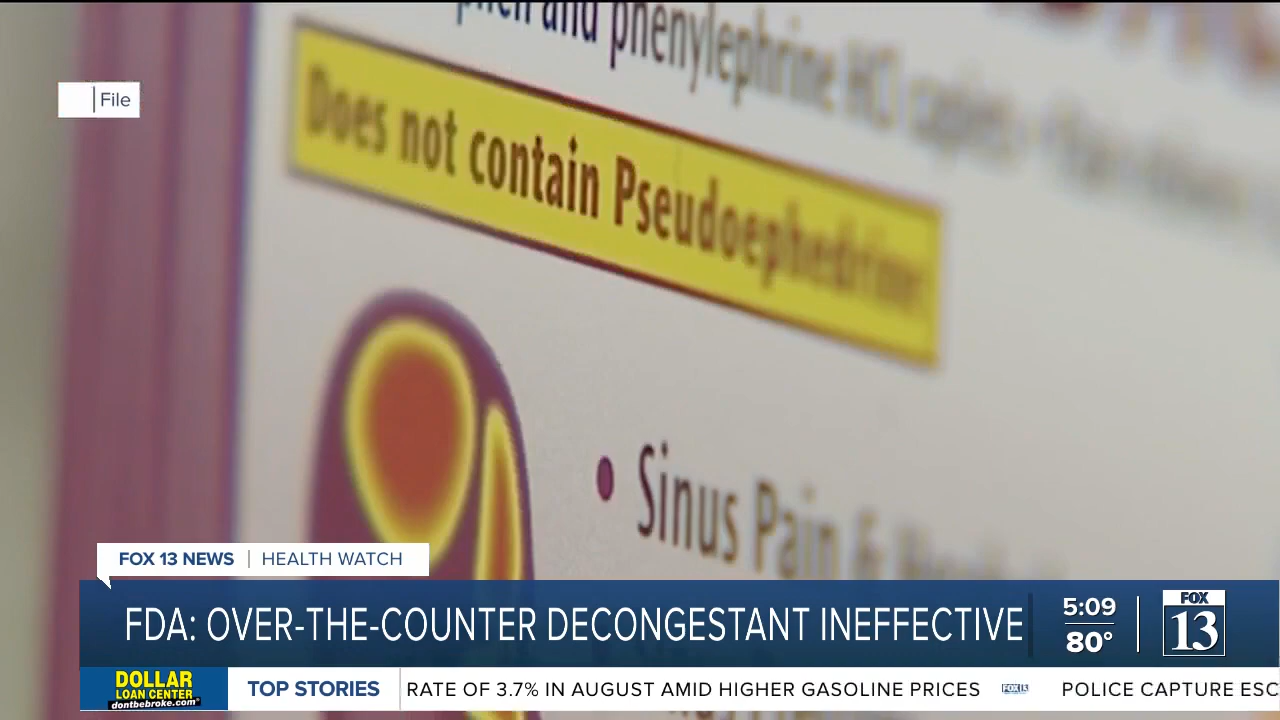 and phenylephrine HCl caplets
File
Does not contain Pseudoephedrine
Sinus Pain &
FOX 13 NEWS | HEALTH WATCH
FDA: OVER-THE-COUNTER DECONGESTANT INEFFECTIVE
5:09
80°
FOX
13
DOLLAR
LOAN CENTER
dontbebroke.com
TOP STORIES
RATE OF 3.7% IN AUGUST AMID HIGHER GASOLINE PRICES FOX13 POLICE CAPTURE ESC